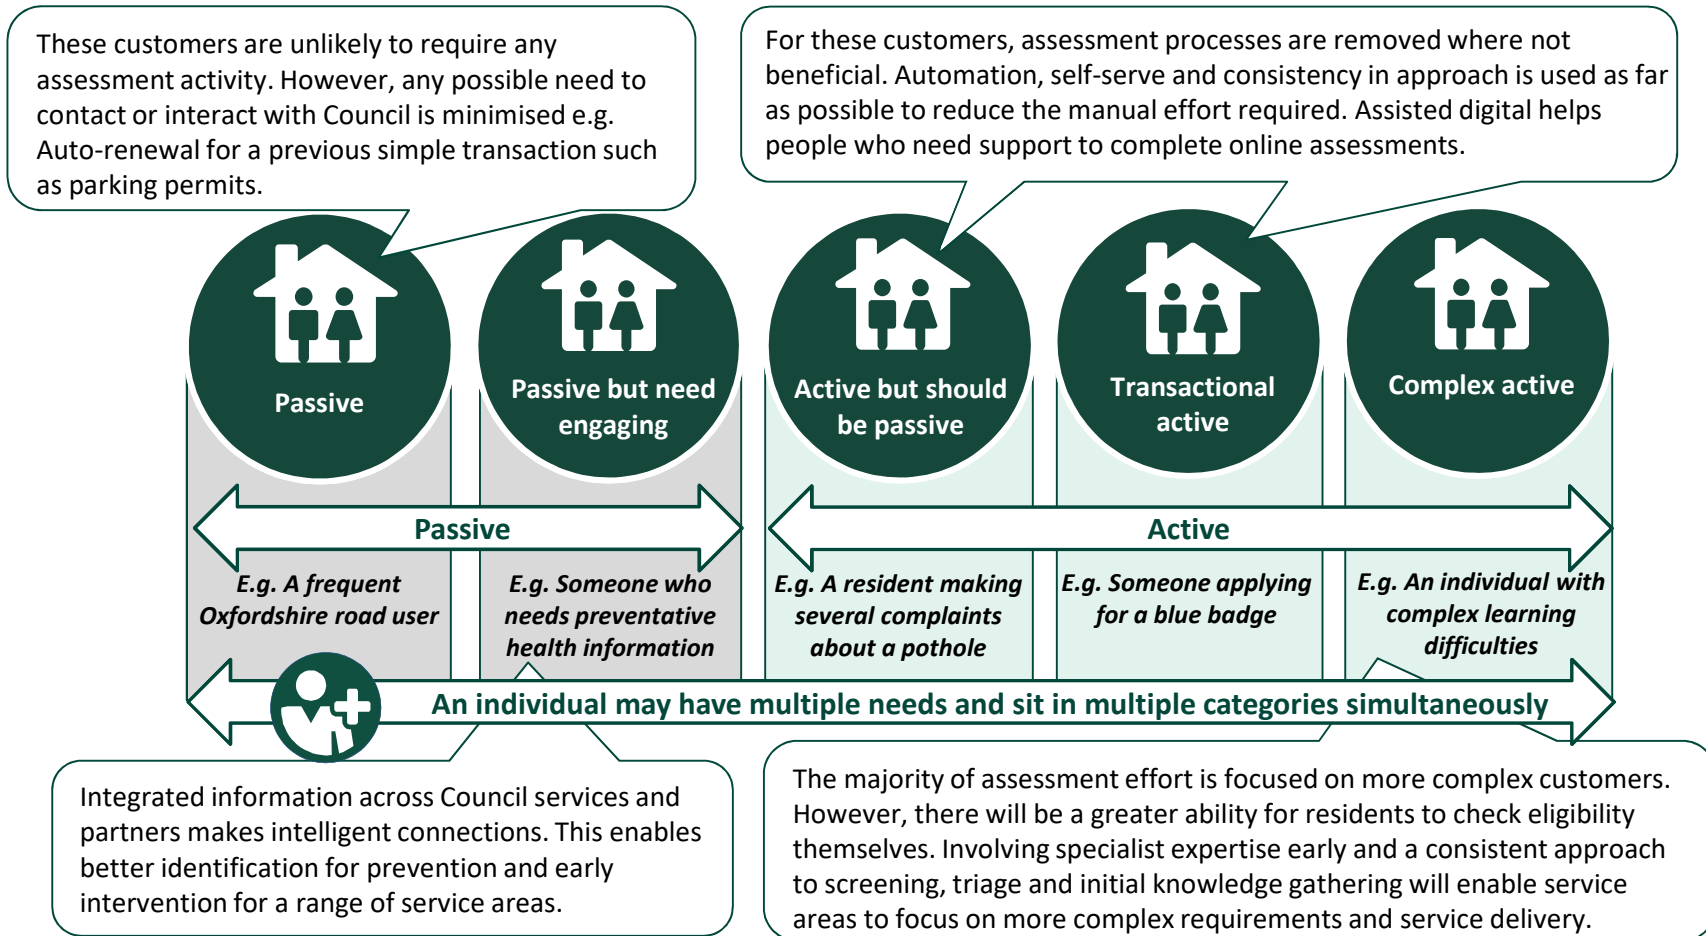 These customers are unlikely to require any
assessment activity. However, any possible need to
contact or interact with Council is minimised e.g.
Auto-renewal for a previous simple transaction such
as parking permits.
For these customers, assessment processes are removed where not
beneficial. Automation, self-serve and consistency in approach is used as far
as possible to reduce the manual effort required. Assisted digital helps
people who need support to complete online assessments.
Passive
Passive but need
engaging
Active but should
be passive
Transactional
active
Complex active
Passive
Active
E.g. A frequent
Oxfordshire road user
E.g. Someone who
needs preventative
health information
E.g. A resident making
several complaints
about a pothole
E.g. Someone applying
for a blue badge
E.g. An individual with
complex learning
difficulties
An individual may have multiple needs and sit in multiple categories simultaneously
Integrated information across Council services and
partners makes intelligent connections. This enables
better identification for prevention and early
intervention for a range of service areas.
The majority of assessment effort is focused on more complex customers.
However, there will be a greater ability for residents to check eligibility
themselves. Involving specialist expertise early and a consistent approach
to screening, triage and initial knowledge gathering will enable service
areas to focus on more complex requirements and service delivery.